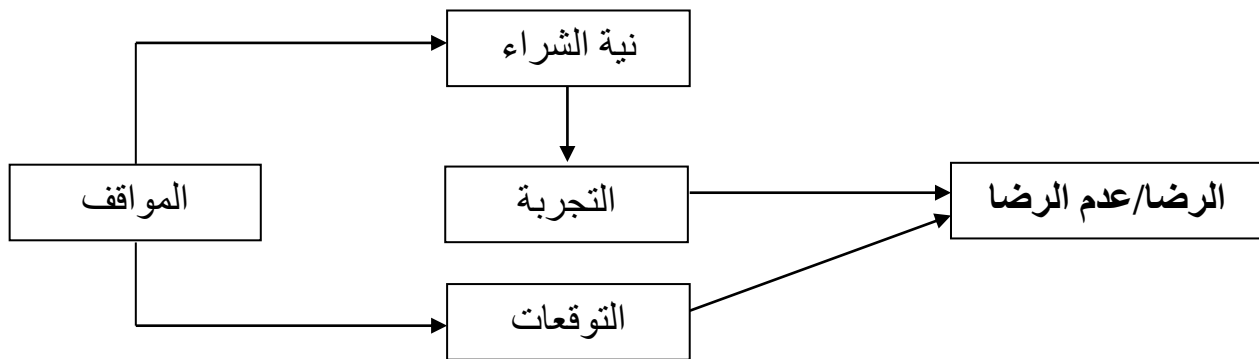 نية الشراء
المواقف
التجربة
الرضا/عدم الرضا
التوقعات